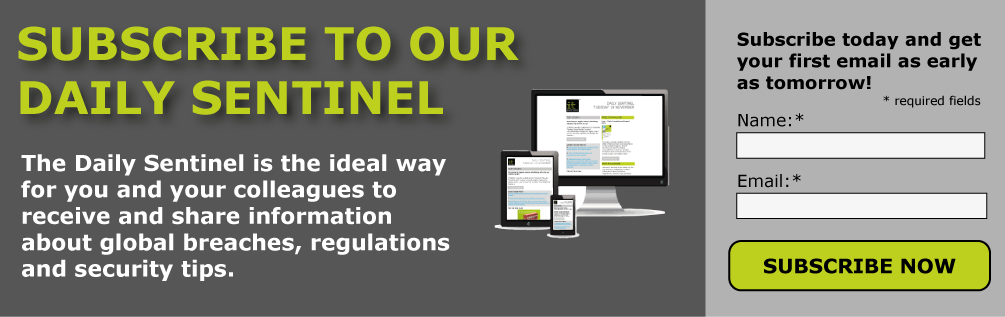 SUBSCRIBE TO OUR
DAILY SENTINEL
The Daily Sentinel is the ideal way
for you and your colleagues to
receive and share information
about global breaches, regulations
and security tips.
DAILY SENTINEL
Subscribe today and get
your first email as early
as tomorrow!
* required fields
Name:*
Email:*
SUBSCRIBE NOW